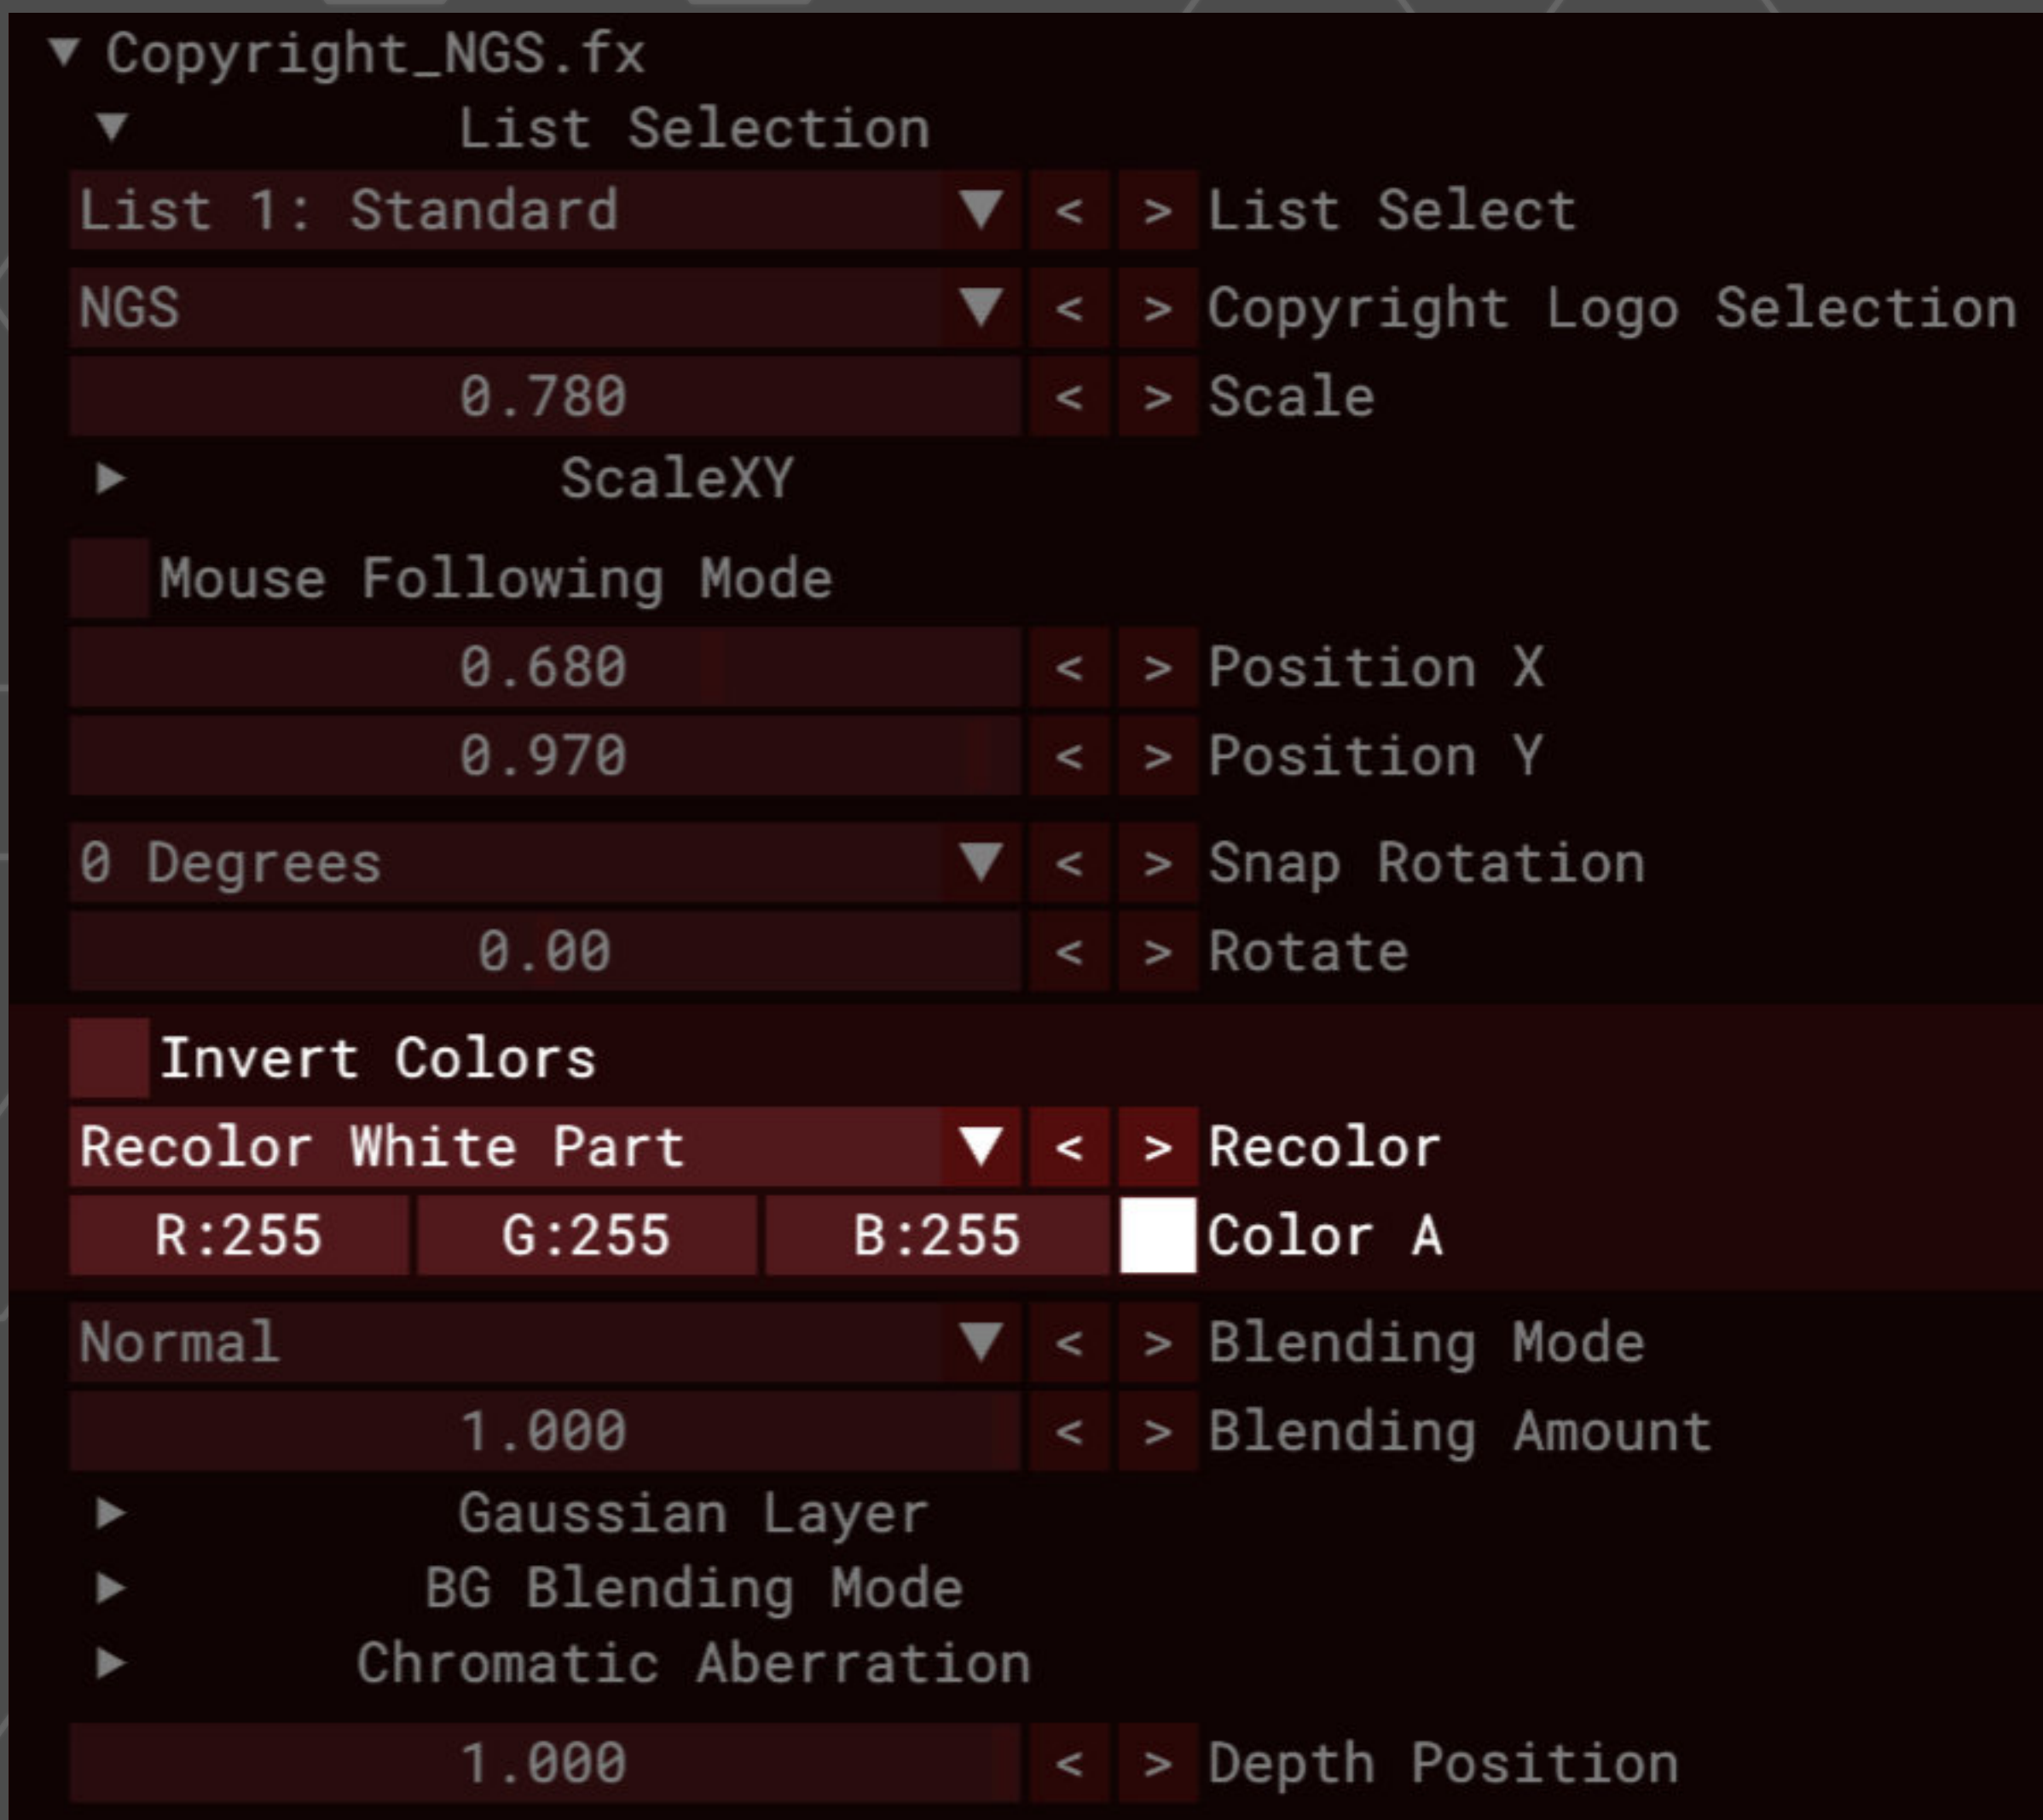 Copyright_NGS.fx
List Selection
List 1: Standard < > List Select
NGS < > Copyright Logo Selection
0.780 < > Scale
ScaleXY
Mouse Following Mode
0.680 < > Position X
0.970 < > Position Y
0 Degrees < > Snap Rotation
0.00 < > Rotate
Invert Colors
Recolor White Part < > Recolor
R:255 G:255 B:255 Color A
Normal < > Blending Mode
1.000 < > Blending Amount
Gaussian Layer
BG Blending Mode
Chromatic Aberration
1.000 < > Depth Position